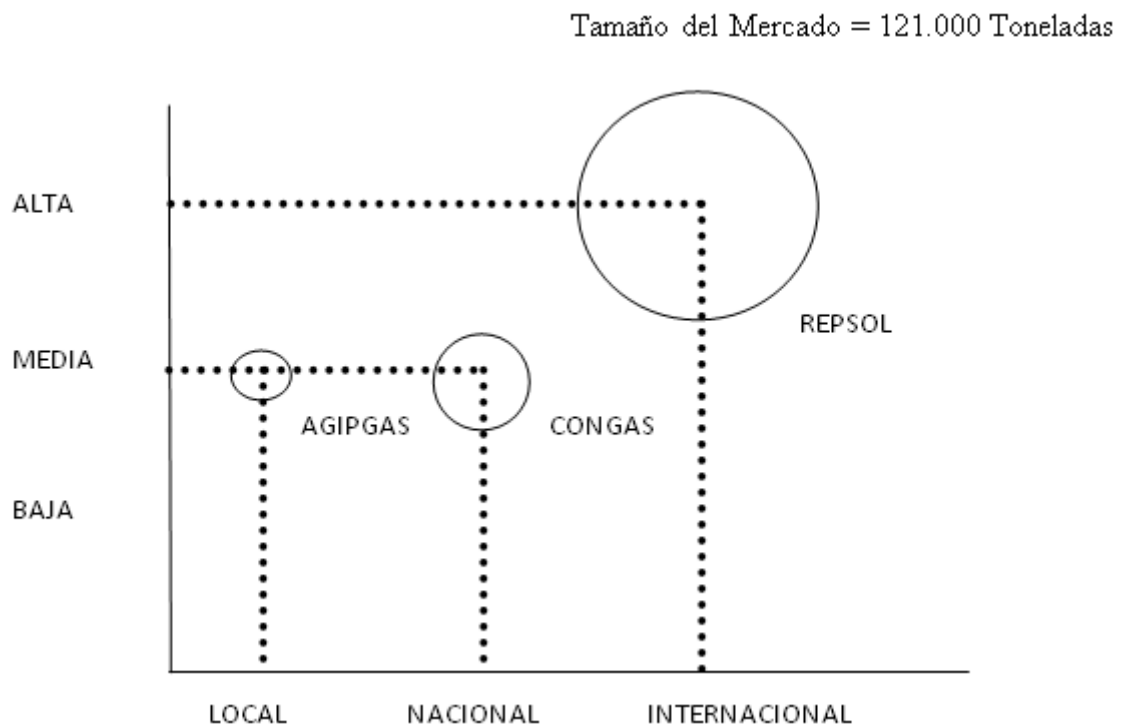 Tamaño del Mercado = 121.000 Toneladas
ALTA
REPSOL
MEDIA
AGIPGAS
CONGAS
BAJA
LOCAL
NACIONAL
INTERNACIONAL